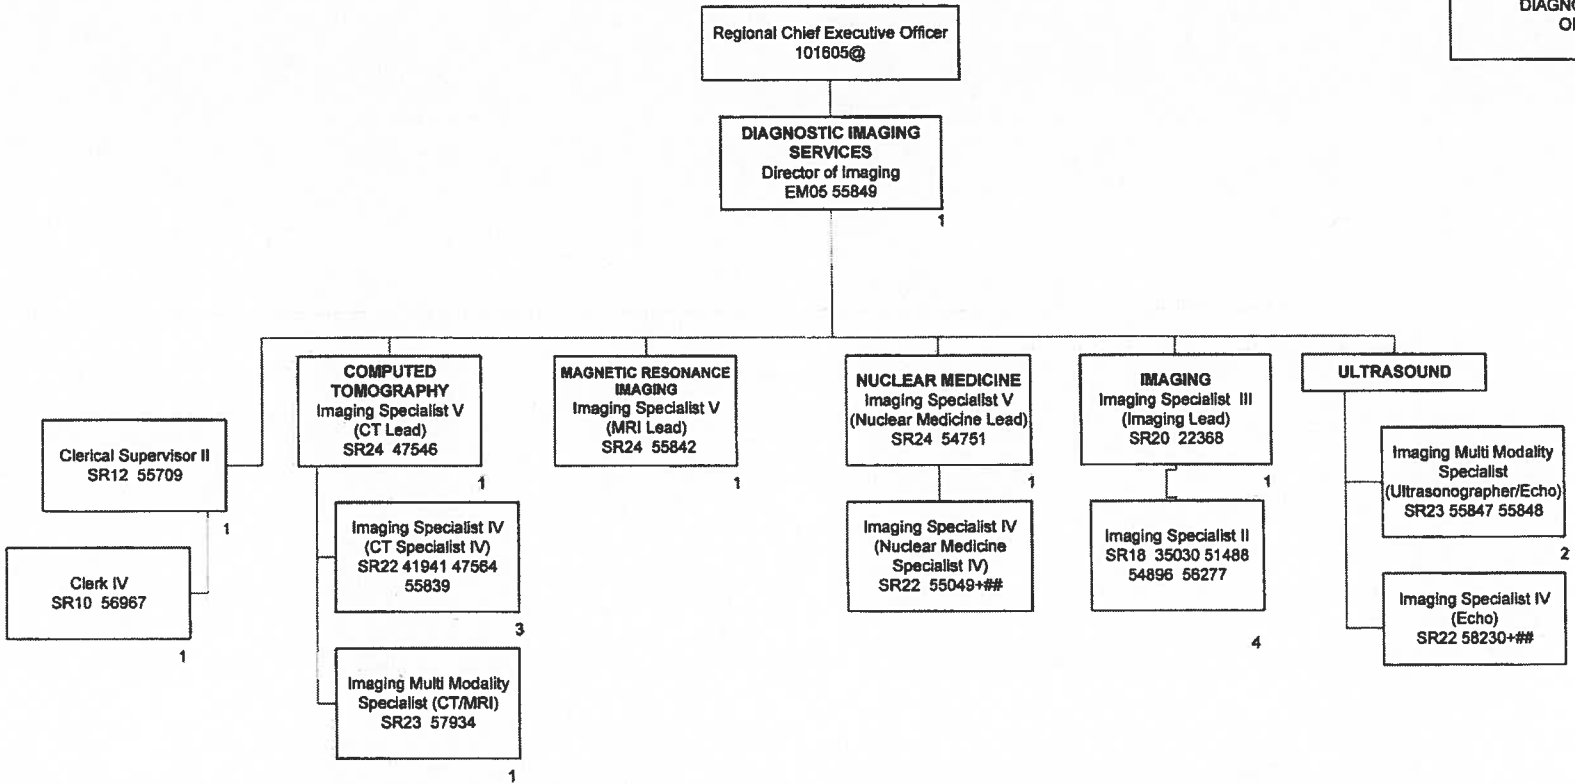 DIAGNO
Regional Chief Executive Officer
101605@
DIAGNOSTIC IMAGING
SERVICES
Director of Imaging
EM05 55849
1
COMPUTED
TOMOGRAPHY
Imaging Specialist V
(CT Lead)
SR24 47546
1
MAGNETIC RESONANCE
IMAGING
Imaging Specialist V
(MRI Lead)
SR24 55842
1
NUCLEAR MEDICINE
Imaging Specialist V
(Nuclear Medicine Lead)
SR24 54751
1
IMAGING
Imaging Specialist III
(Imaging Lead)
SR20 22368
1
ULTRASOUND
Clerical Supervisor II
SR12 55709
1
Clerk IV
SR10 56967
1
Imaging Specialist IV
(CT Specialist IV)
SR22 41941 47564
55839
3
Imaging Multi Modality
Specialist (CT/MRI)
SR23 57934
1
Imaging Specialist IV
(Nuclear Medicine
Specialist IV)
SR22 55049+##
Imaging Specialist II
SR18 35030 51488
54896 56277
4
Imaging Multi Modality
Specialist
(Ultrasonographer/Echo)
SR23 55847 55848
2
Imaging Specialist IV
(Echo)
SR22 58230+##